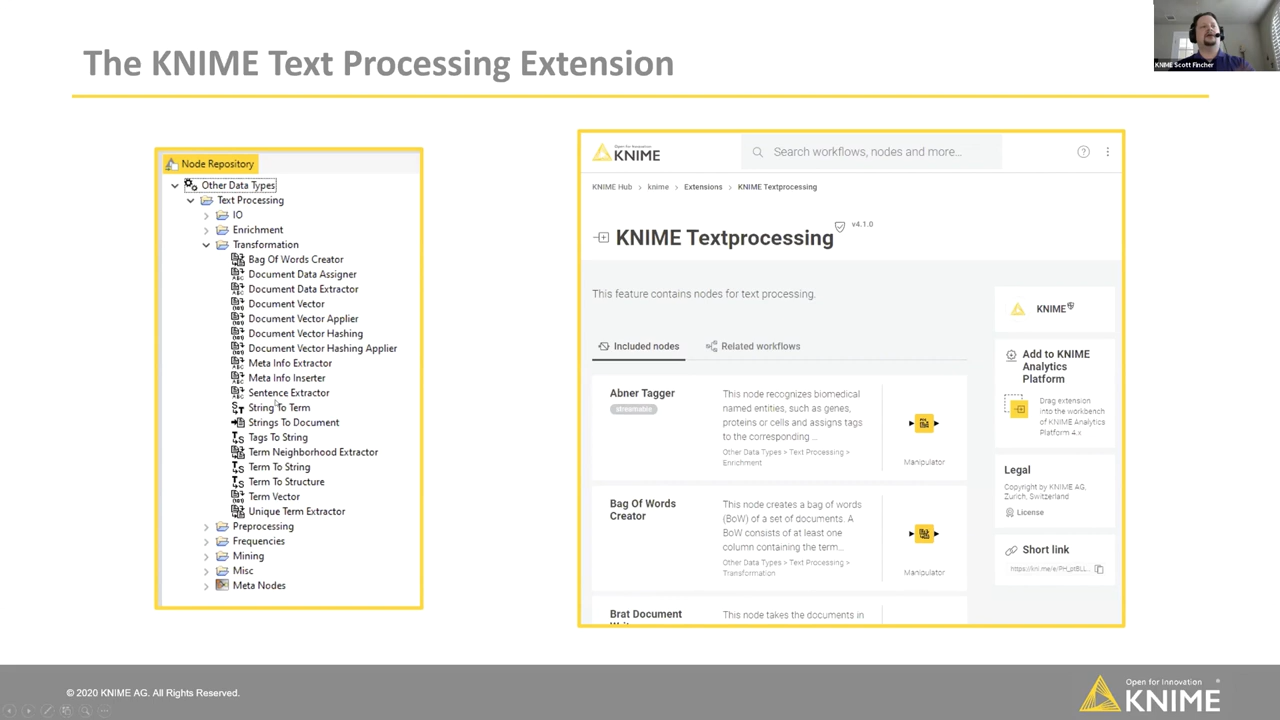 The KNIME Text Processing Extension
KNIME Scott Fincher
Node Repository
Other Data Types
Text Processing
IO
Enrichment
Transformation
Bag Of Words Creator
Document Data Assigner
Document Data Extractor
Document Vector
Document Vector Applier
Document Vector Hashing
Document Vector Hashing Applier
Meta Info Extractor
Meta Info Inserter
Sentence Extractor
String To Term
Strings To Document
Tags To String
Term Neighborhood Extractor
Term To String
Term To Structure
Term Vector
Unique Term Extractor
Preprocessing
Frequencies
Mining
Misc
Meta Nodes
Open for Innovation
KNIME
Search workflows, nodes and more...
KNIME Hub > knime > Extensions > KNIME Textprocessing
KNIME Textprocessing
v4.1.0
This feature contains nodes for text processing.
Included nodes
Related workflows
Abner Tagger
streamable
This node recognizes biomedical
named entities, such as genes,
proteins or cells and assigns tags
to the corresponding ...
Other Data Types > Text Processing >
Enrichment
Manipulator
Bag Of Words
Creator
This node creates a bag of words
(BoW) of a set of documents. A
BoW consists of at least one
column containing the term...
Other Data Types > Text Processing >
Transformation
Manipulator
Brat Document
This node takes the documents in
KNIME
Add to KNIME
Analytics
Platform
Drag extension
into the workbench
of KNIME Analytics
Platform 4.x
Legal
Copyright by KNIME AG,
Zurich, Switzerland
License
Short link
© 2020 KNIME AG. All Rights Reserved.
Open for Innovation
KNIME